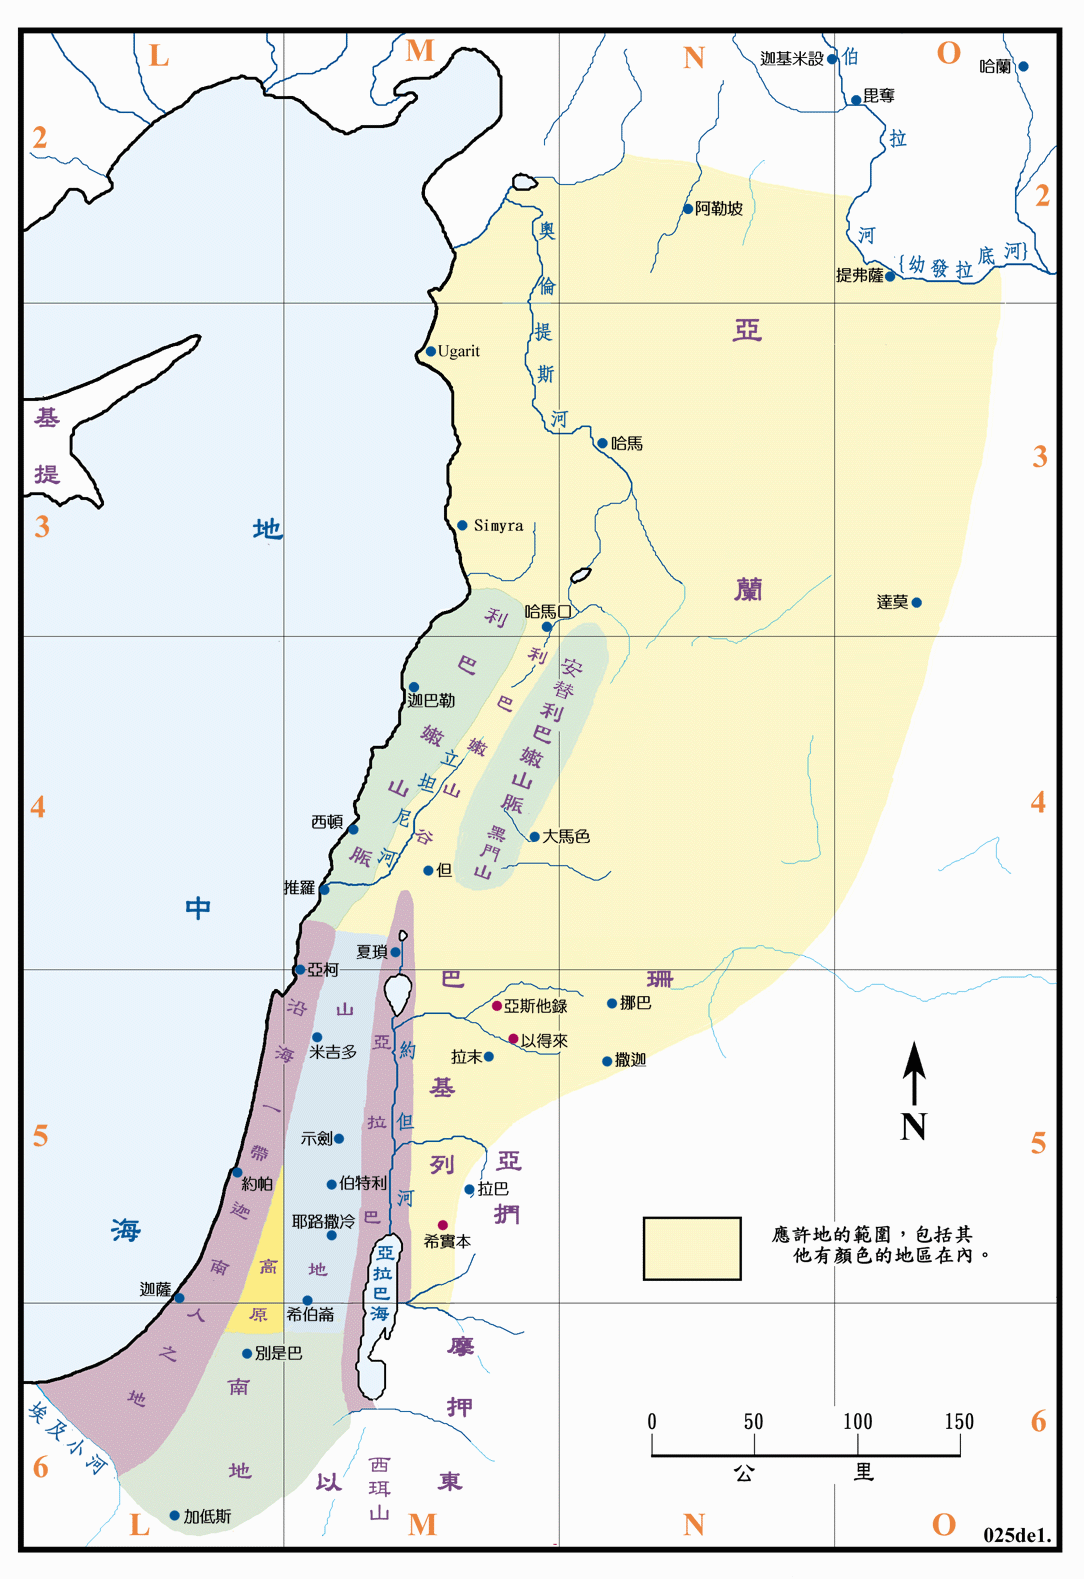 L
M
N
O
2
2
3
3
4
4
5
5
6
6
L
M
N
O
迦基米設
伯
拉
河
毘奪
哈蘭
提弗薩
{幼發拉底河}
阿勒坡
奧倫提斯河
Ugarit
亞蘭
基提
哈馬
Simyra
達莫
哈馬口
地中海
利巴嫩山脈
利巴嫩山谷
安替利巴嫩山脈
黑門山
立坦尼河
迦巴勒
西頓
推羅
大馬色
但
夏瑣
亞柯
巴珊
亞斯他錄
挪巴
以得來
拉末
撒迦
沿海一帶迦南人之地
山地
亞拉巴
約但河
米吉多
基列
示劍
伯特利
約帕
亞捫
拉巴
耶路撒冷
希實本
高原
亞拉巴海
迦薩
希伯崙
別是巴
南地
摩押
以東
西珥山
埃及小河
加低斯
應許地的範圍，包括其
他有顏色的地區在內。
N
0 50 100 150
公里
025de1.